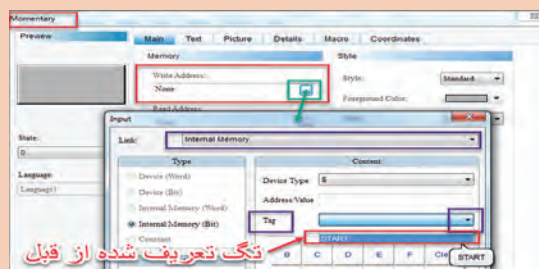 Momentary
Preview
Main Text Picture Details Macro Coordinates
Memory
Style
Write Address:
Style:
Standard
None
Foreground Color:
Read Address
Input
State:
0
Link:
Internal Memory
Type
Content
Language:
Language1
Device (Word)
Device Type
$
Device (Bit)
Address Value
Internal Memory (Word)
Internal Memory (Bit)
Tag
Constant
START
تگ تعریف شده از قبل
B C D E F Cle
START